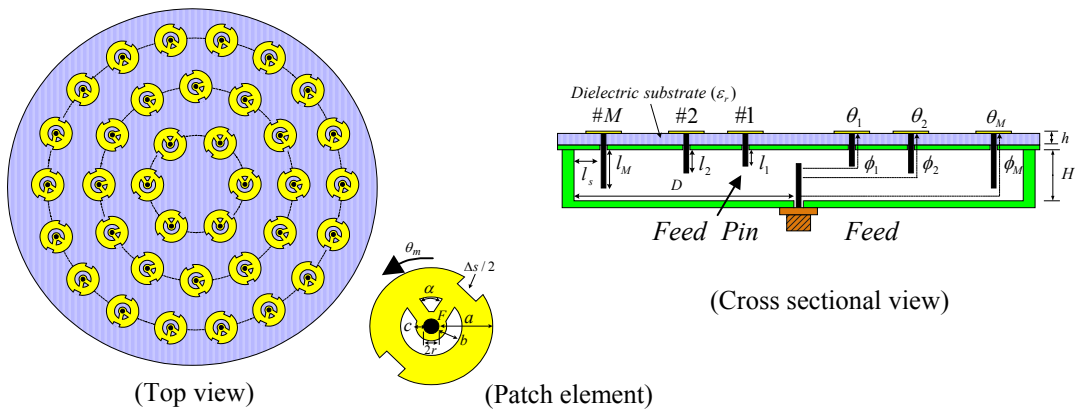 Dielectric substrate (εr)
#M #2 #1 θ1 θ2 θM
h
ls lM l2 l1 ϕ1 ϕ2 ϕM H
D
Feed Pin Feed
(Cross sectional view)
θm
Δs / 2
α
F
c a
b
2r
(Top view) (Patch element)